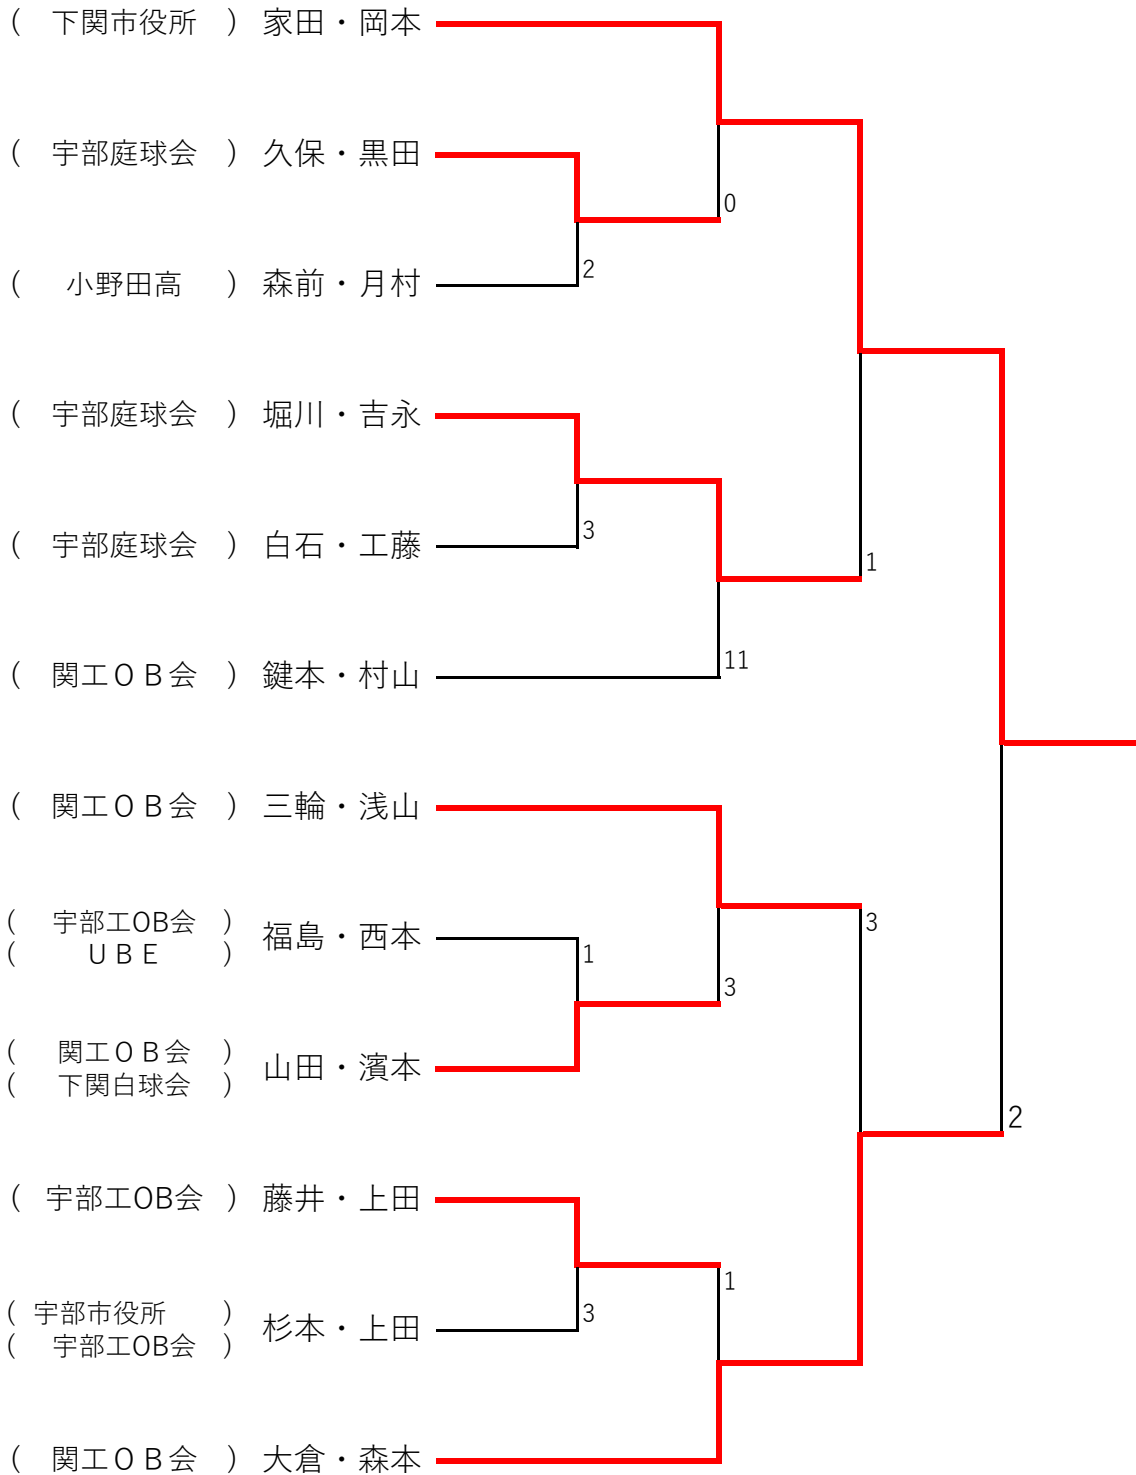 ( 下関市役所 ) 家田・岡本
( 宇部庭球会 ) 久保・黒田
0
( 小野田高 ) 森前・月村
2
( 宇部庭球会 ) 堀川・吉永
( 宇部庭球会 ) 白石・工藤
3
1
( 関工ＯＢ会 ) 鍵本・村山
11
( 関工ＯＢ会 ) 三輪・浅山
( 宇部工OB会 )
( ＵＢＥ )
福島・西本
3
1
3
( 関工ＯＢ会 )
( 下関白球会 )
山田・濱本
2
( 宇部工OB会 ) 藤井・上田
1
( 宇部市役所 )
( 宇部工OB会 )
杉本・上田
3
( 関工ＯＢ会 ) 大倉・森本